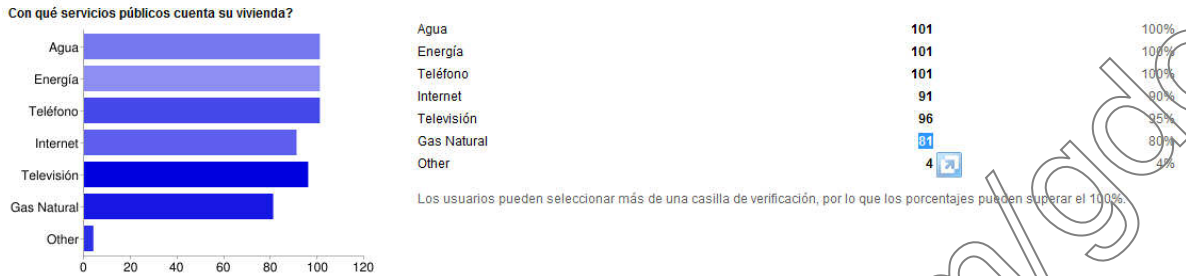 Con qué servicios públicos cuenta su vivienda?
Agua
Energía
Teléfono
Internet
Televisión
Gas Natural
Other
0 20 40 60 80 100 120
Agua 101 100%
Energía 101 100%
Teléfono 101 100%
Internet 91 90%
Televisión 96 95%
Gas Natural 81 80%
Other 4 4%
Los usuarios pueden seleccionar más de una casilla de verificación, por lo que los porcentajes pueden superar el 100%.
m/gdp